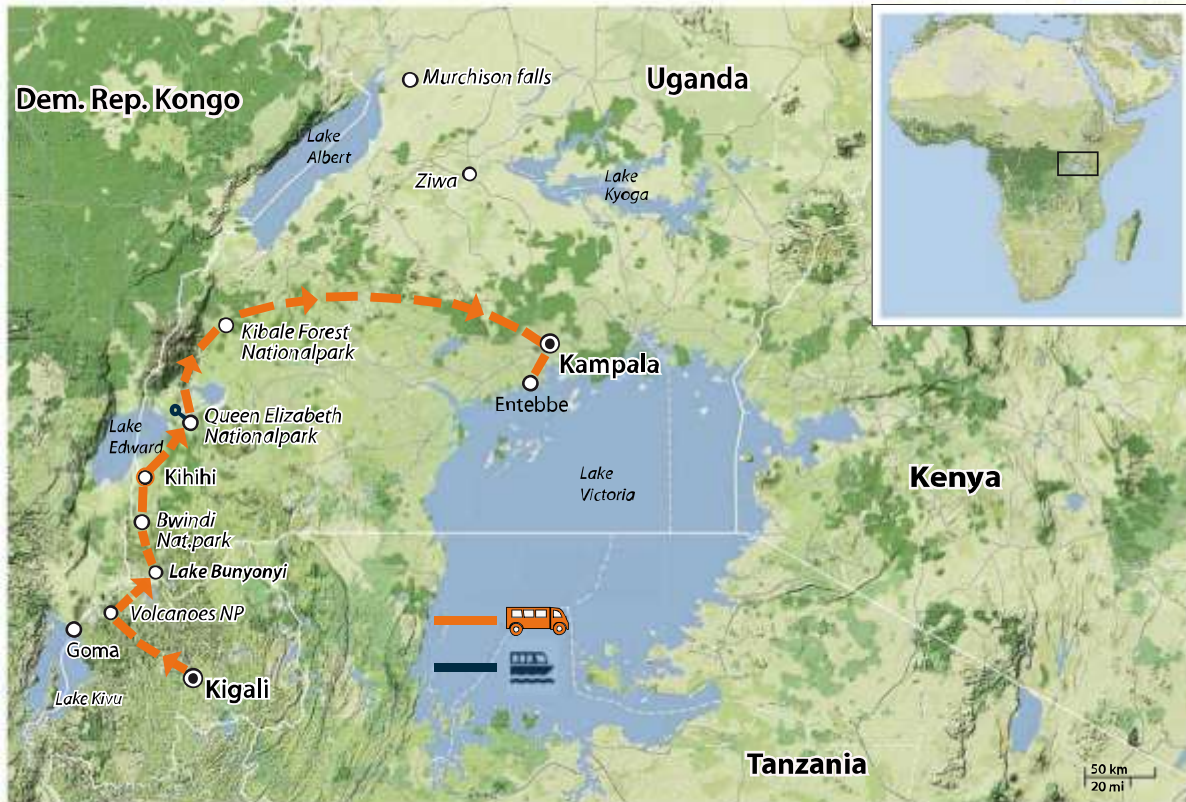 Murchison falls
Uganda
Dem. Rep. Kongo
Lake
Albert
Ziwa
Lake
Kyoga
Kibale Forest
Nationalpark
Kampala
Entebbe
Queen Elizabeth
Nationalpark
Lake
Edward
Kihihi
Lake
Victoria
Kenya
Bwindi
Nat.park
Lake Bunyonyi
Volcanoes NP
Goma
Kigali
Lake Kivu
Tanzania
50 km
20 mi